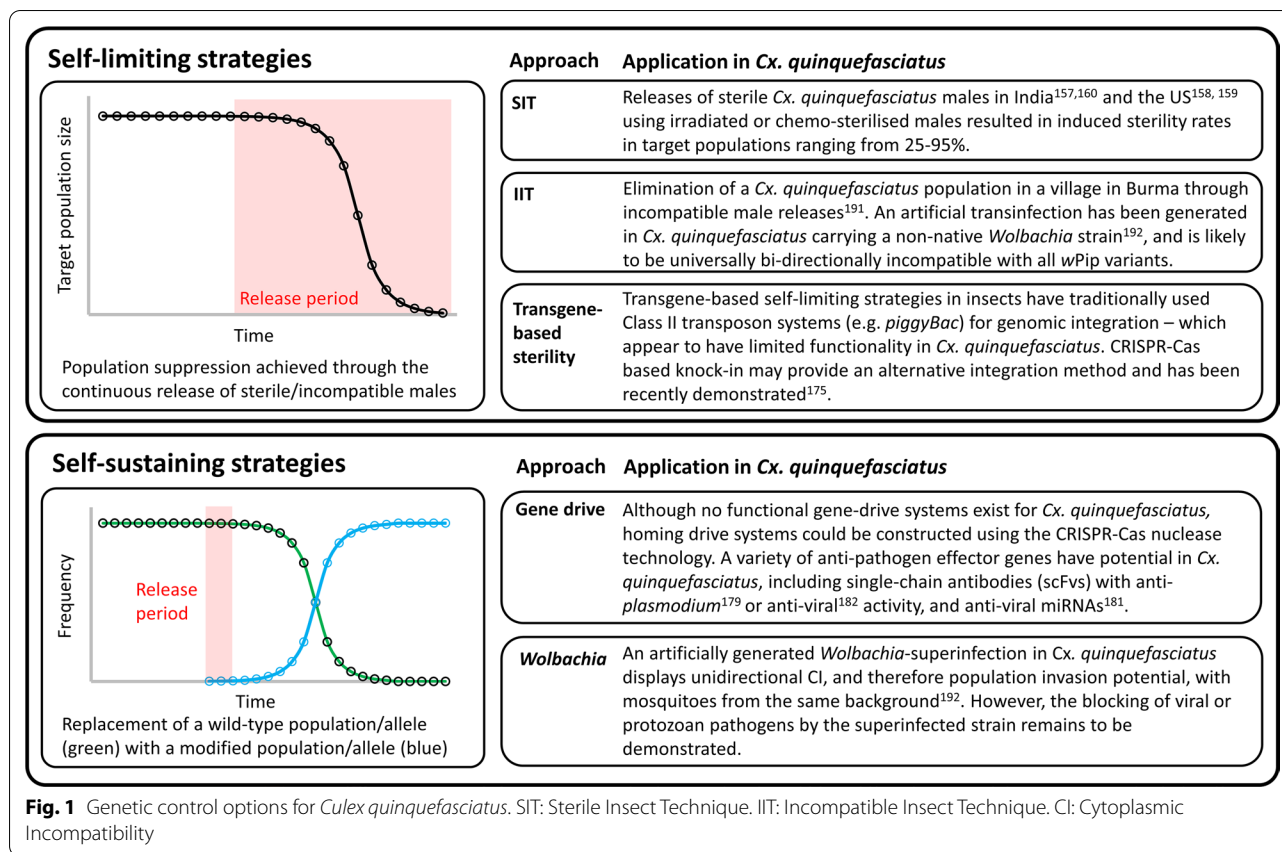 Self-limiting strategies
Target population size
Release period
Time
Population suppression achieved through the
continuous release of sterile/incompatible males
Approach Application in Cx. quinquefasciatus
SIT
Releases of sterile Cx. quinquefasciatus males in India157,160 and the US158, 159
using irradiated or chemo-sterilised males resulted in induced sterility rates
in target populations ranging from 25-95%.
IIT
Elimination of a Cx. quinquefasciatus population in a village in Burma through
incompatible male releases191. An artificial transinfection has been generated
in Cx. quinquefasciatus carrying a non-native Wolbachia strain192, and is likely
to be universally bi-directionally incompatible with all wPip variants.
Transgene-
based
sterility
Transgene-based self-limiting strategies in insects have traditionally used
Class II transposon systems (e.g. piggyBac) for genomic integration – which
appear to have limited functionality in Cx. quinquefasciatus. CRISPR-Cas
based knock-in may provide an alternative integration method and has been
recently demonstrated175.
Self-sustaining strategies
Frequency
Release
period
Time
Replacement of a wild-type population/allele
(green) with a modified population/allele (blue)
Approach Application in Cx. quinquefasciatus
Gene drive
Although no functional gene-drive systems exist for Cx. quinquefasciatus,
homing drive systems could be constructed using the CRISPR-Cas nuclease
technology. A variety of anti-pathogen effector genes have potential in Cx.
quinquefasciatus, including single-chain antibodies (scFvs) with anti-
plasmodium179 or anti-viral182 activity, and anti-viral miRNAs181.
Wolbachia
An artificially generated Wolbachia-superinfection in Cx. quinquefasciatus
displays unidirectional CI, and therefore population invasion potential, with
mosquitoes from the same background192. However, the blocking of viral or
protozoan pathogens by the superinfected strain remains to be
demonstrated.
Fig. 1 Genetic control options for Culex quinquefasciatus. SIT: Sterile Insect Technique. IIT: Incompatible Insect Technique. CI: Cytoplasmic
Incompatibility